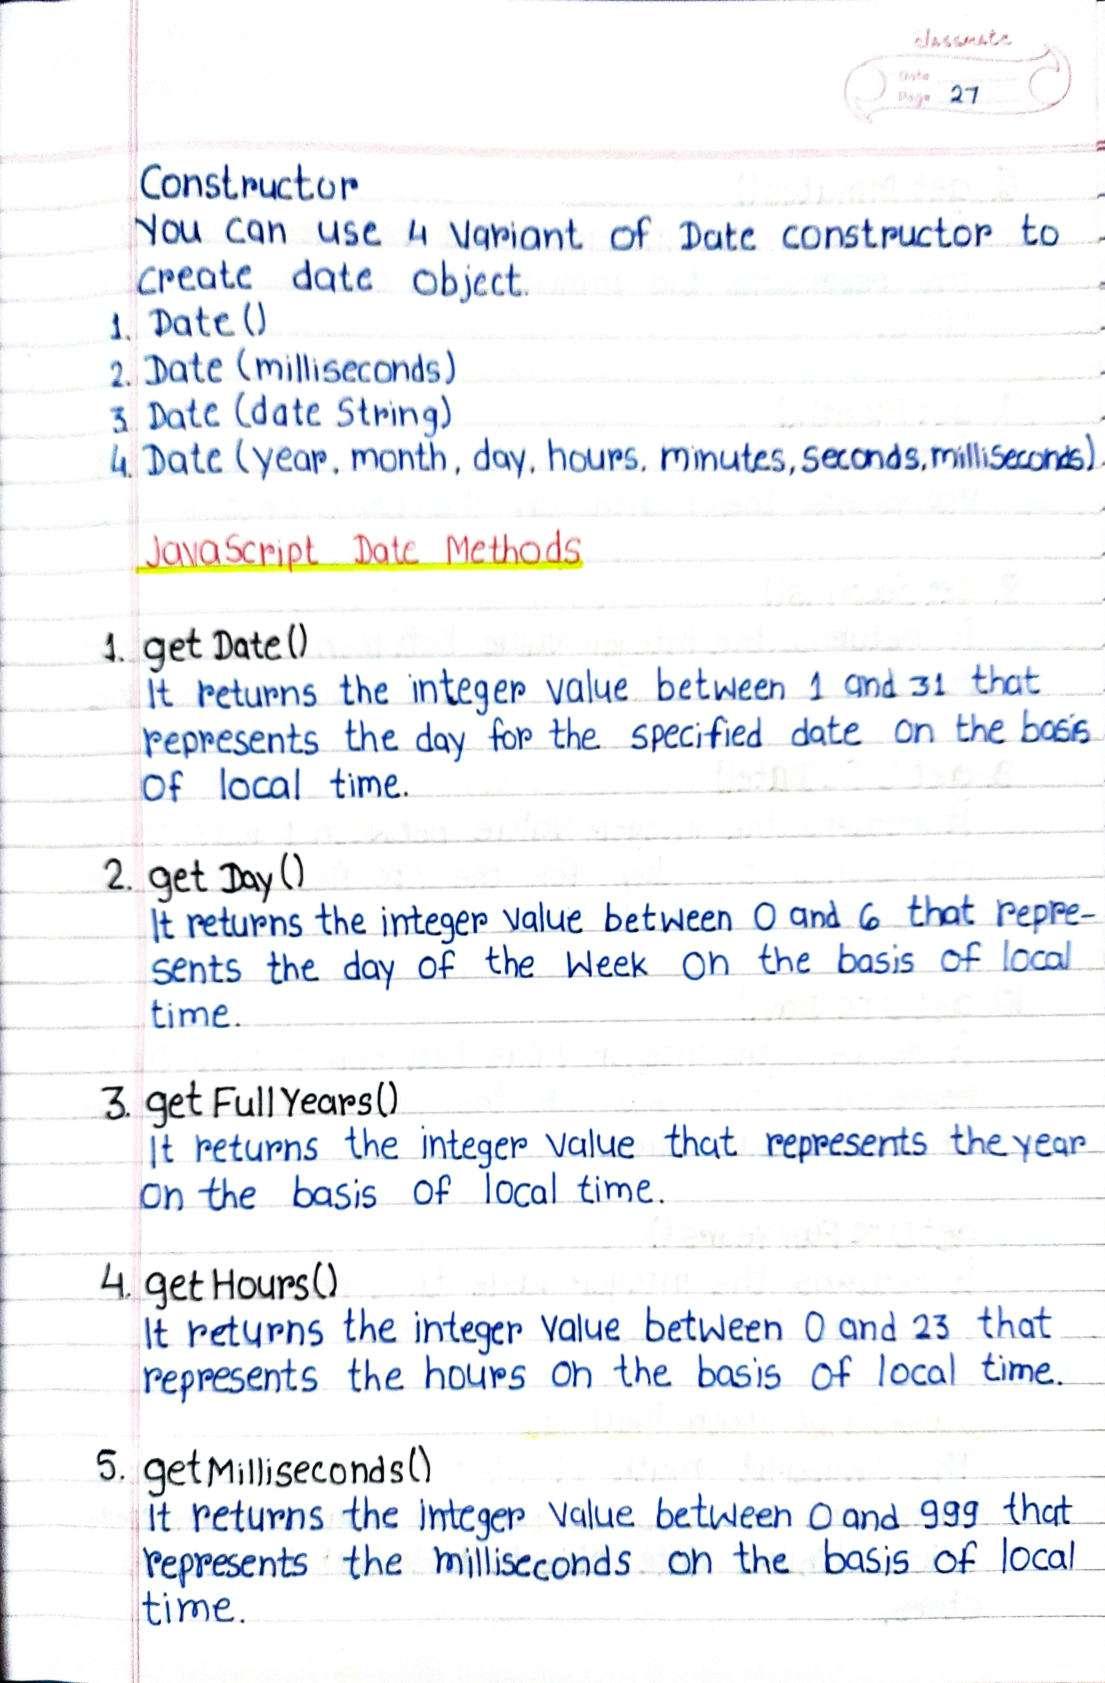 classmate
Date
Page 27
Constructor
You can use 4 Variant of Date constructor to
create date object.
1. Date ()
2. Date (milliseconds)
3. Date (date String)
4. Date (year, month, day, hours, minutes, seconds, milliseconds).
JavaScript Date Methods
1. get Date ()
It returns the integer value between 1 and 31 that
represents the day for the specified date on the basis
of local time.
2. get Day ()
It returns the integer value between 0 and 6 that repre-
sents the day of the week on the basis of local
time.
3. get Full Years()
It returns the integer value that represents the year
on the basis of local time.
4. get Hours ()
It returns the integer value between 0 and 23 that
represents the hours on the basis of local time.
5. get Milliseconds ()
It returns the integer value between 0 and 999 that
represents the milliseconds on the basis of local
time.